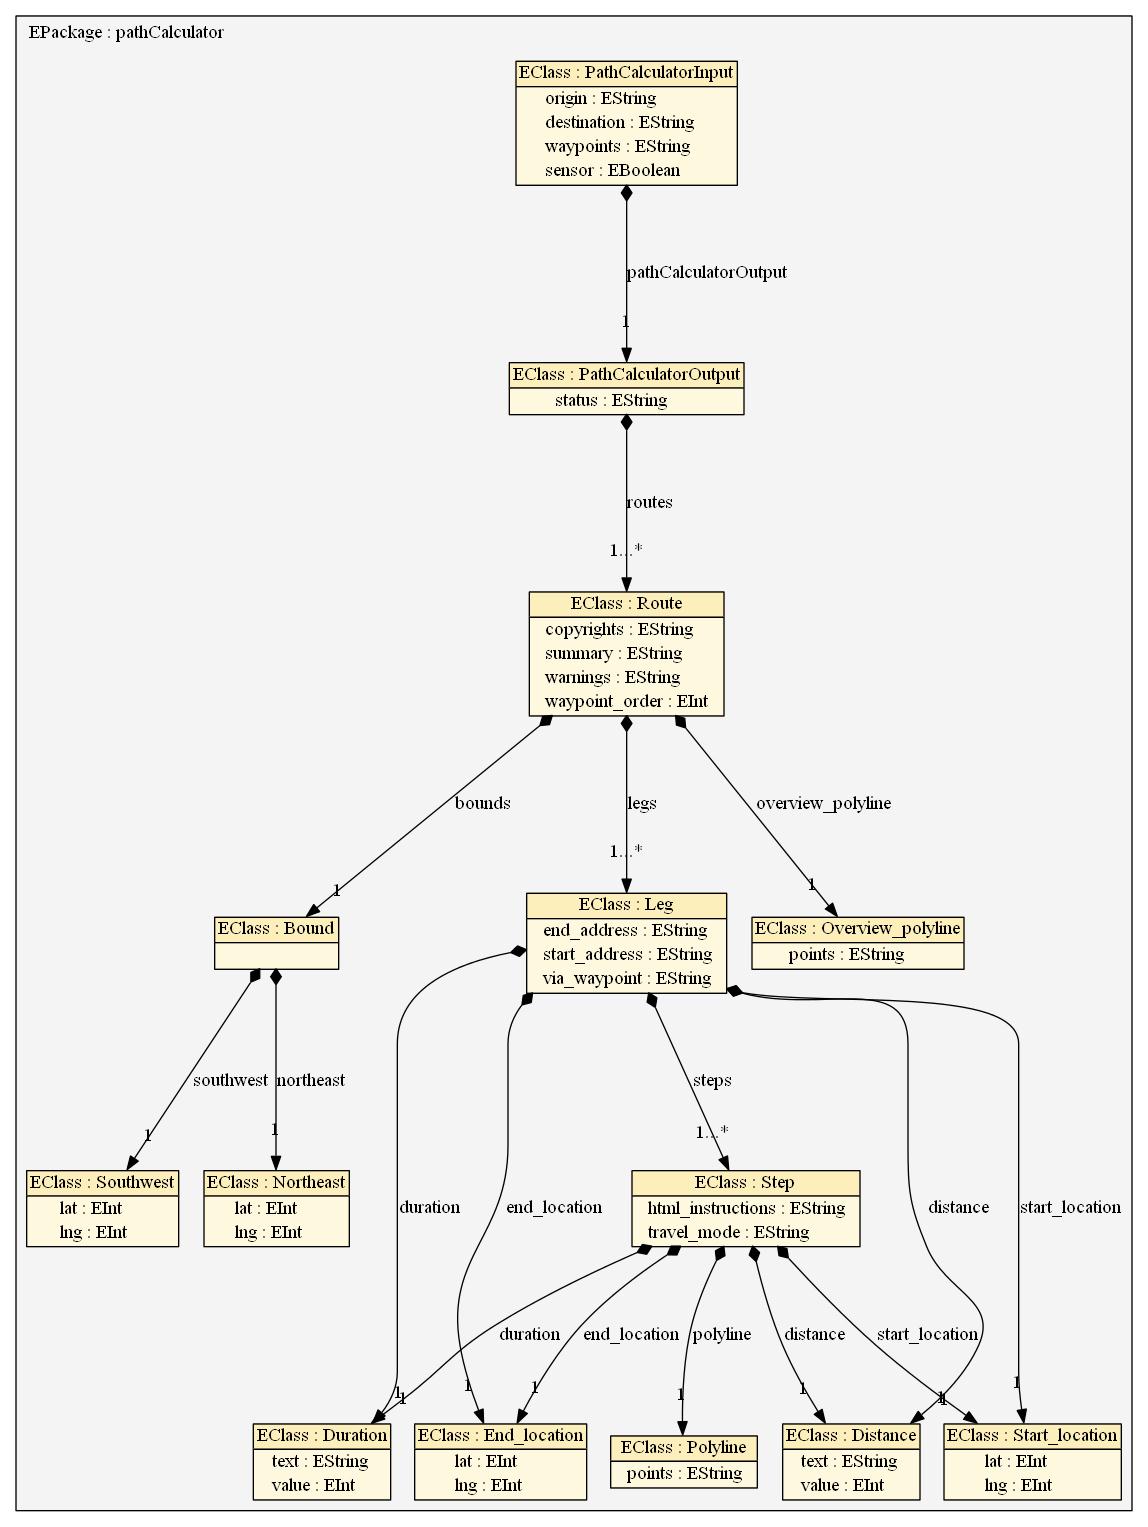 EPackage : pathCalculator
EClass : PathCalculatorInput
origin : EString
destination : EString
waypoints : EString
sensor : EBoolean
pathCalculatorOutput
1
EClass : PathCalculatorOutput
status : EString
routes
1...*
EClass : Route
copyrights : EString
summary : EString
warnings : EString
waypoint_order : EInt
bounds
legs
overview_polyline
1
1...*
1
EClass : Bound
EClass : Leg
end_address : EString
start_address : EString
via_waypoint : EString
EClass : Overview_polyline
points : EString
southwest
northeast
steps
1
1
1...*
EClass : Southwest
lat : EInt
lng : EInt
EClass : Northeast
lat : EInt
lng : EInt
EClass : Step
html_instructions : EString
travel_mode : EString
duration
end_location
distance
start_location
duration
end_location
polyline
distance
start_location
1
1
1
1
1
1
1
1
1
EClass : Duration
text : EString
value : EInt
EClass : End_location
lat : EInt
lng : EInt
EClass : Polyline
points : EString
EClass : Distance
text : EString
value : EInt
EClass : Start_location
lat : EInt
lng : EInt